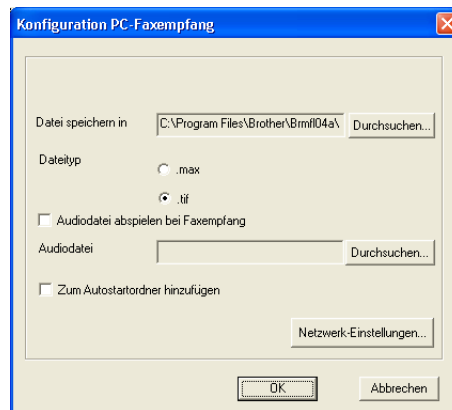 Konfiguration PC-Faxempfang
Datei speichern in C:\Program Files\Brother\Brmfl04a\ Durchsuchen...
Dateityp
.max
.tif
Audiodatei abspielen bei Faxempfang
Audiodatei Durchsuchen...
Zum Autostartordner hinzufügen
Netzwerk-Einstellungen...
OK Abbrechen